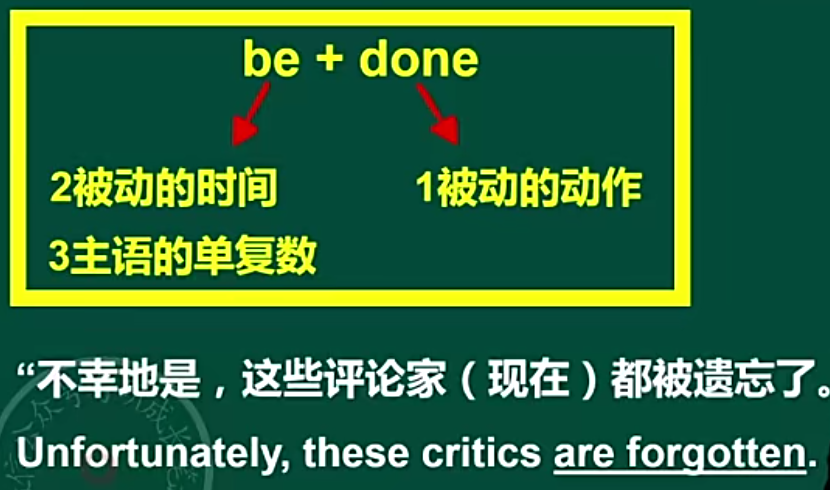 be + done
2被动的时间 1被动的动作
3主语的单复数
“不幸地是，这些评论家（现在）都被遗忘了。
Unfortunately, these critics are forgotten.